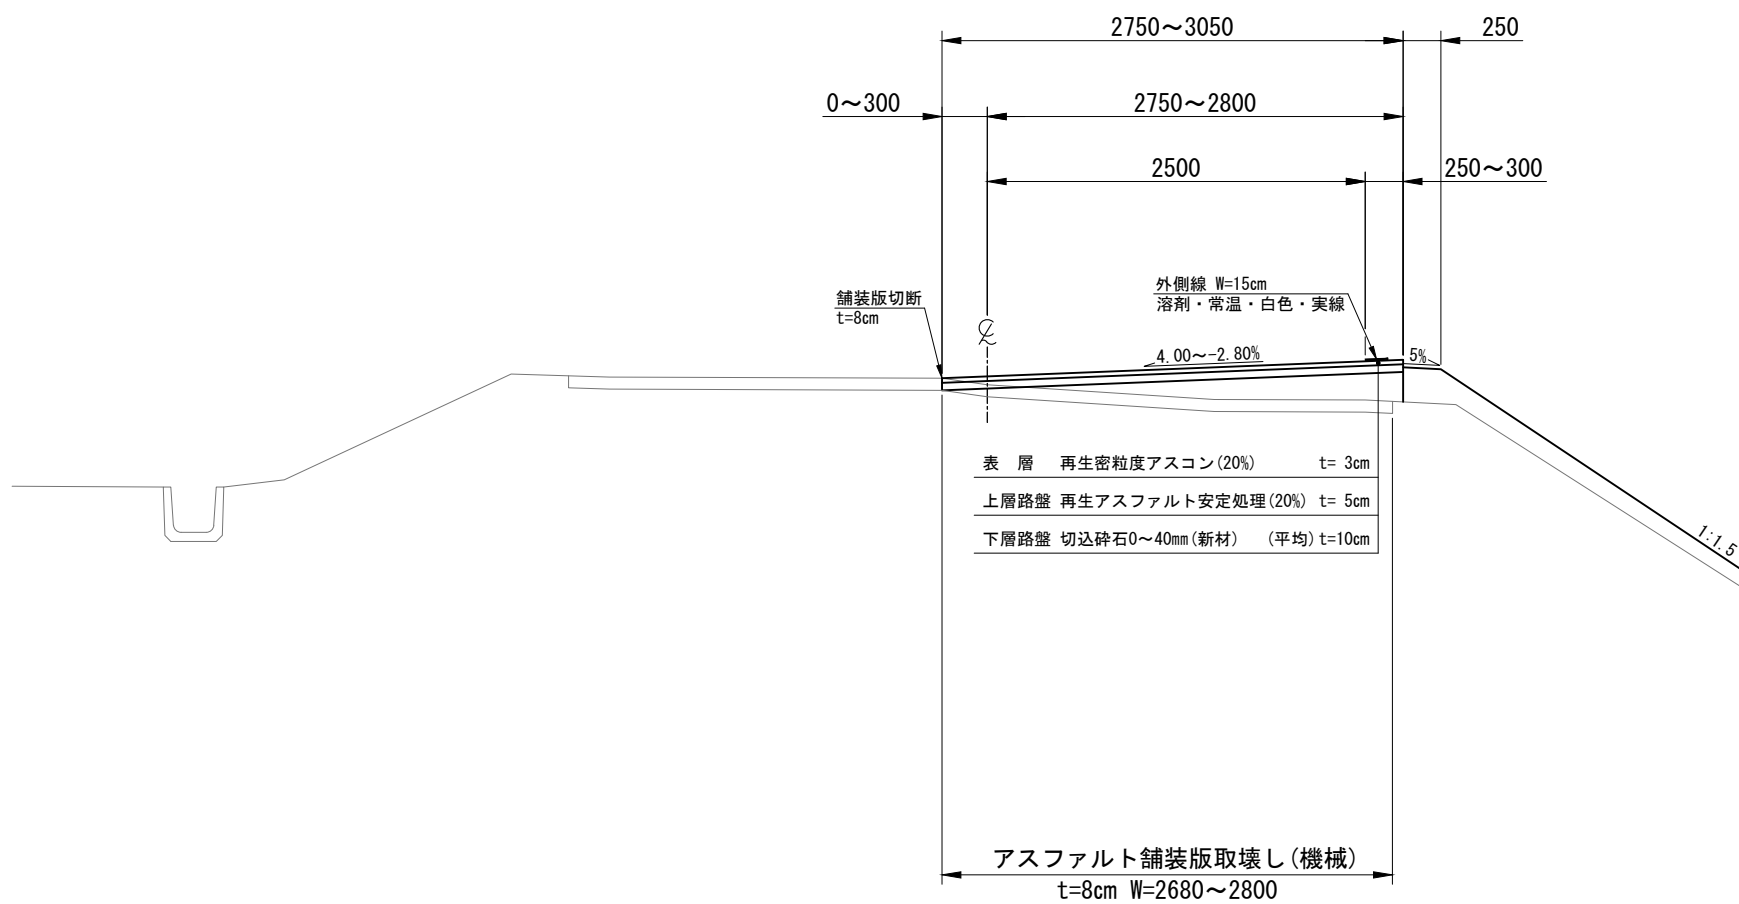 2750～3050
250
0～300
2750～2800
2500
250～300
舗装版切断
t=8cm
外側線 W=15cm
溶剤・常温・白色・実線
℄
4.00～-2.80%
5%
表 層 再生密粒度アスコン(20%) t= 3cm
上層路盤 再生アスファルト安定処理(20%) t= 5cm
下層路盤 切込砕石0～40mm(新材) (平均)t=10cm
1:1.5
アスファルト舗装版取壊し(機械)
t=8cm W=2680～2800